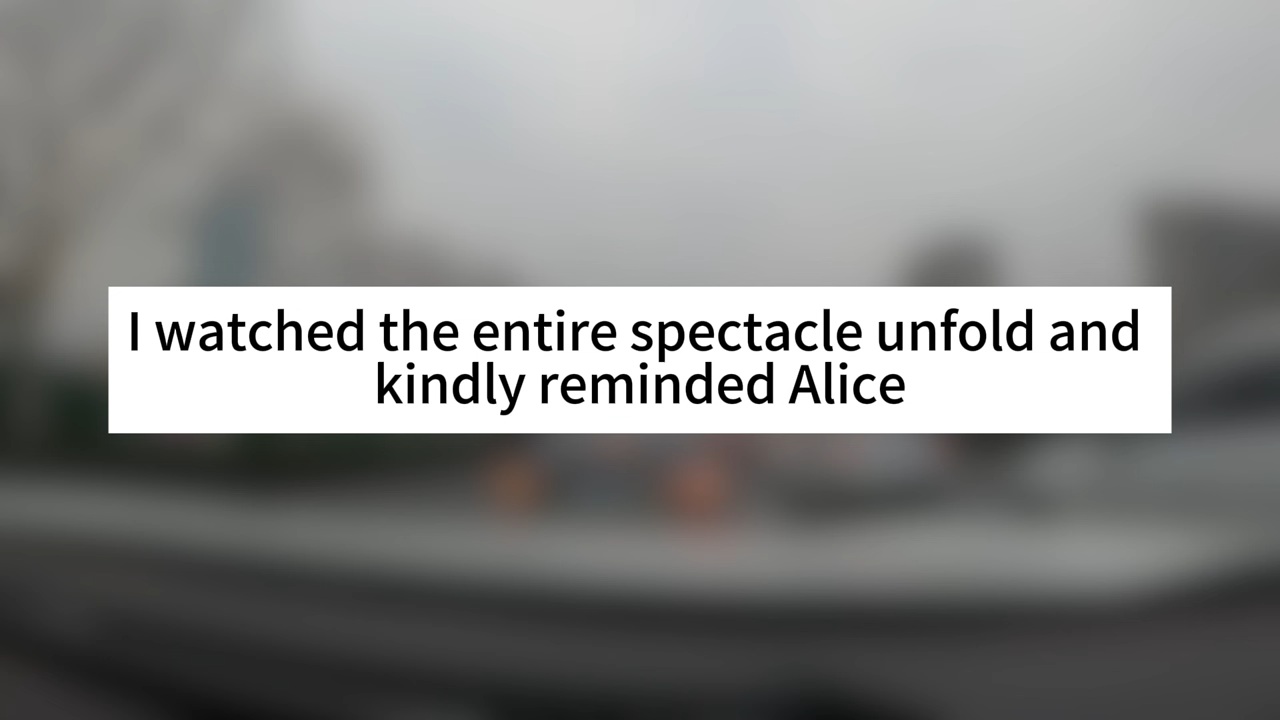 I watched the entire spectacle unfold and
kindly reminded Alice